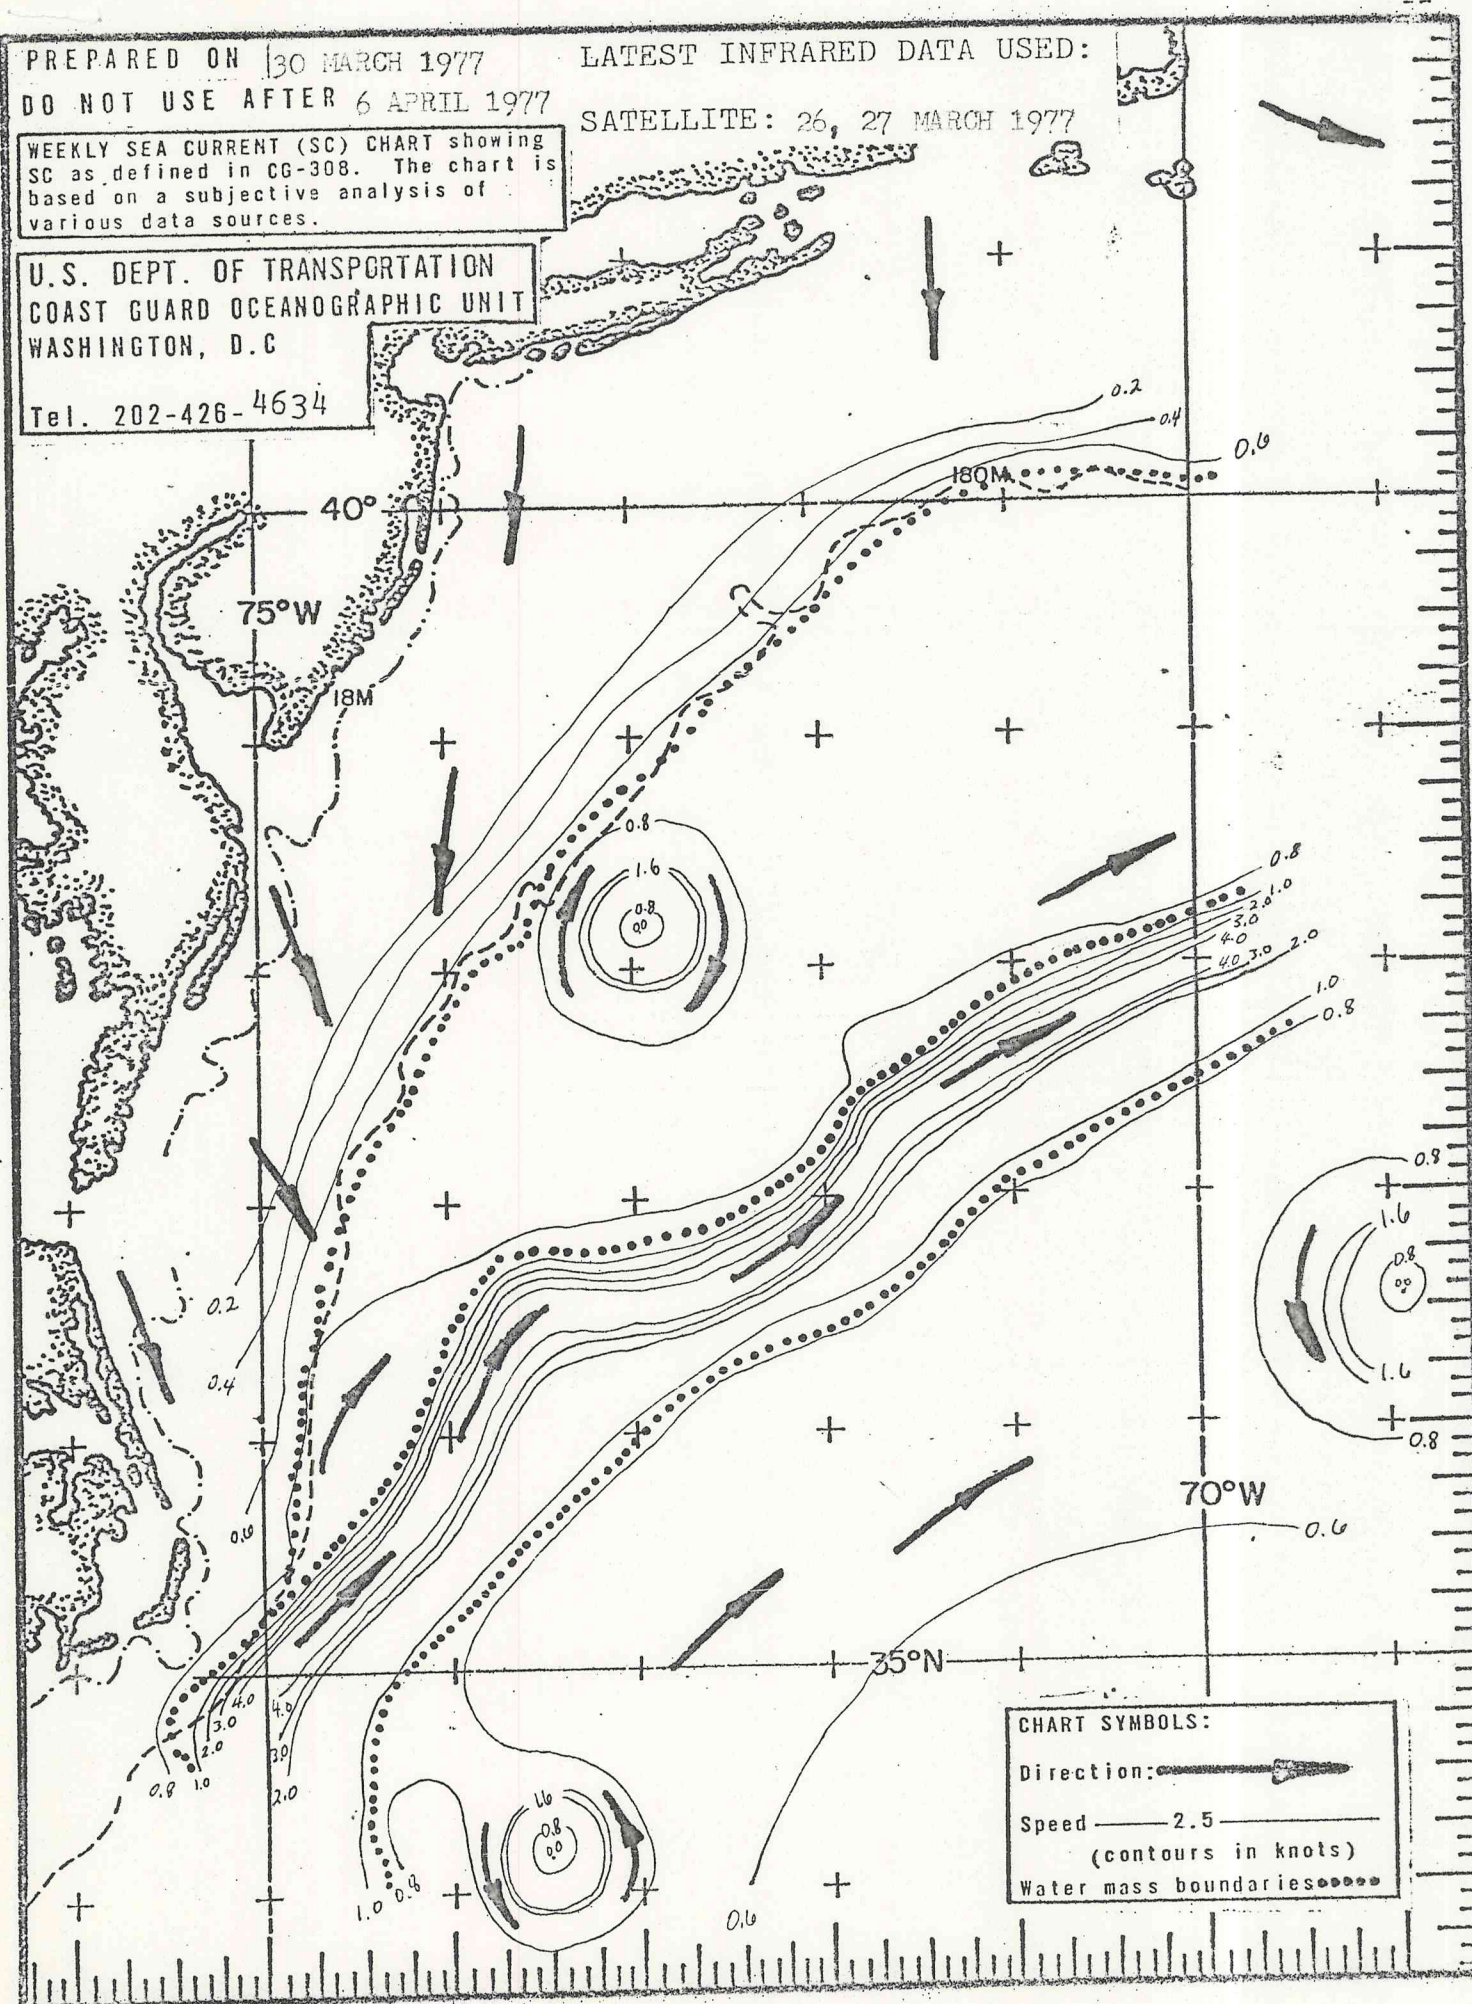 PREPARED ON 30 MARCH 1977
DO NOT USE AFTER 6 APRIL 1977
LATEST INFRARED DATA USED:
SATELLITE: 26, 27 MARCH 1977
WEEKLY SEA CURRENT (SC) CHART showing
SC as defined in CG-308. The chart is
based on a subjective analysis of
various data sources.
U.S. DEPT. OF TRANSPORTATION
COAST GUARD OCEANOGRAPHIC UNIT
WASHINGTON, D.C
Tel. 202-426-4634
0.2
0.4
0.6
180M
40°
75°W
18M
0.8
1.6
0.8
0.0
0.8
1.0
2.0
3.0
4.0
4.0 3.0 2.0
1.0
0.8
0.8
1.6
0.8
0.0
1.6
0.8
0.2
0.4
0.6
70°W
0.6
35°N
4.0
3.0
2.0
1.0
0.8
4.0
3.0
2.0
1.6
0.8
0.0
1.0
0.8
0.6
CHART SYMBOLS:
Direction:
Speed 2.5
(contours in knots)
Water mass boundaries